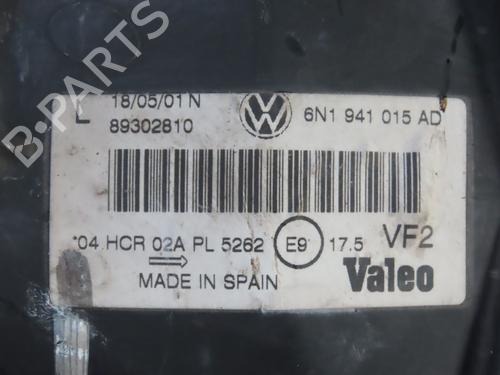 B-PARTS
L 18/05/01 N 6N1 941 015 AD
89302810
04 HCR 02A PL 5262 E9 17.5 VF2
MADE IN SPAIN Valeo